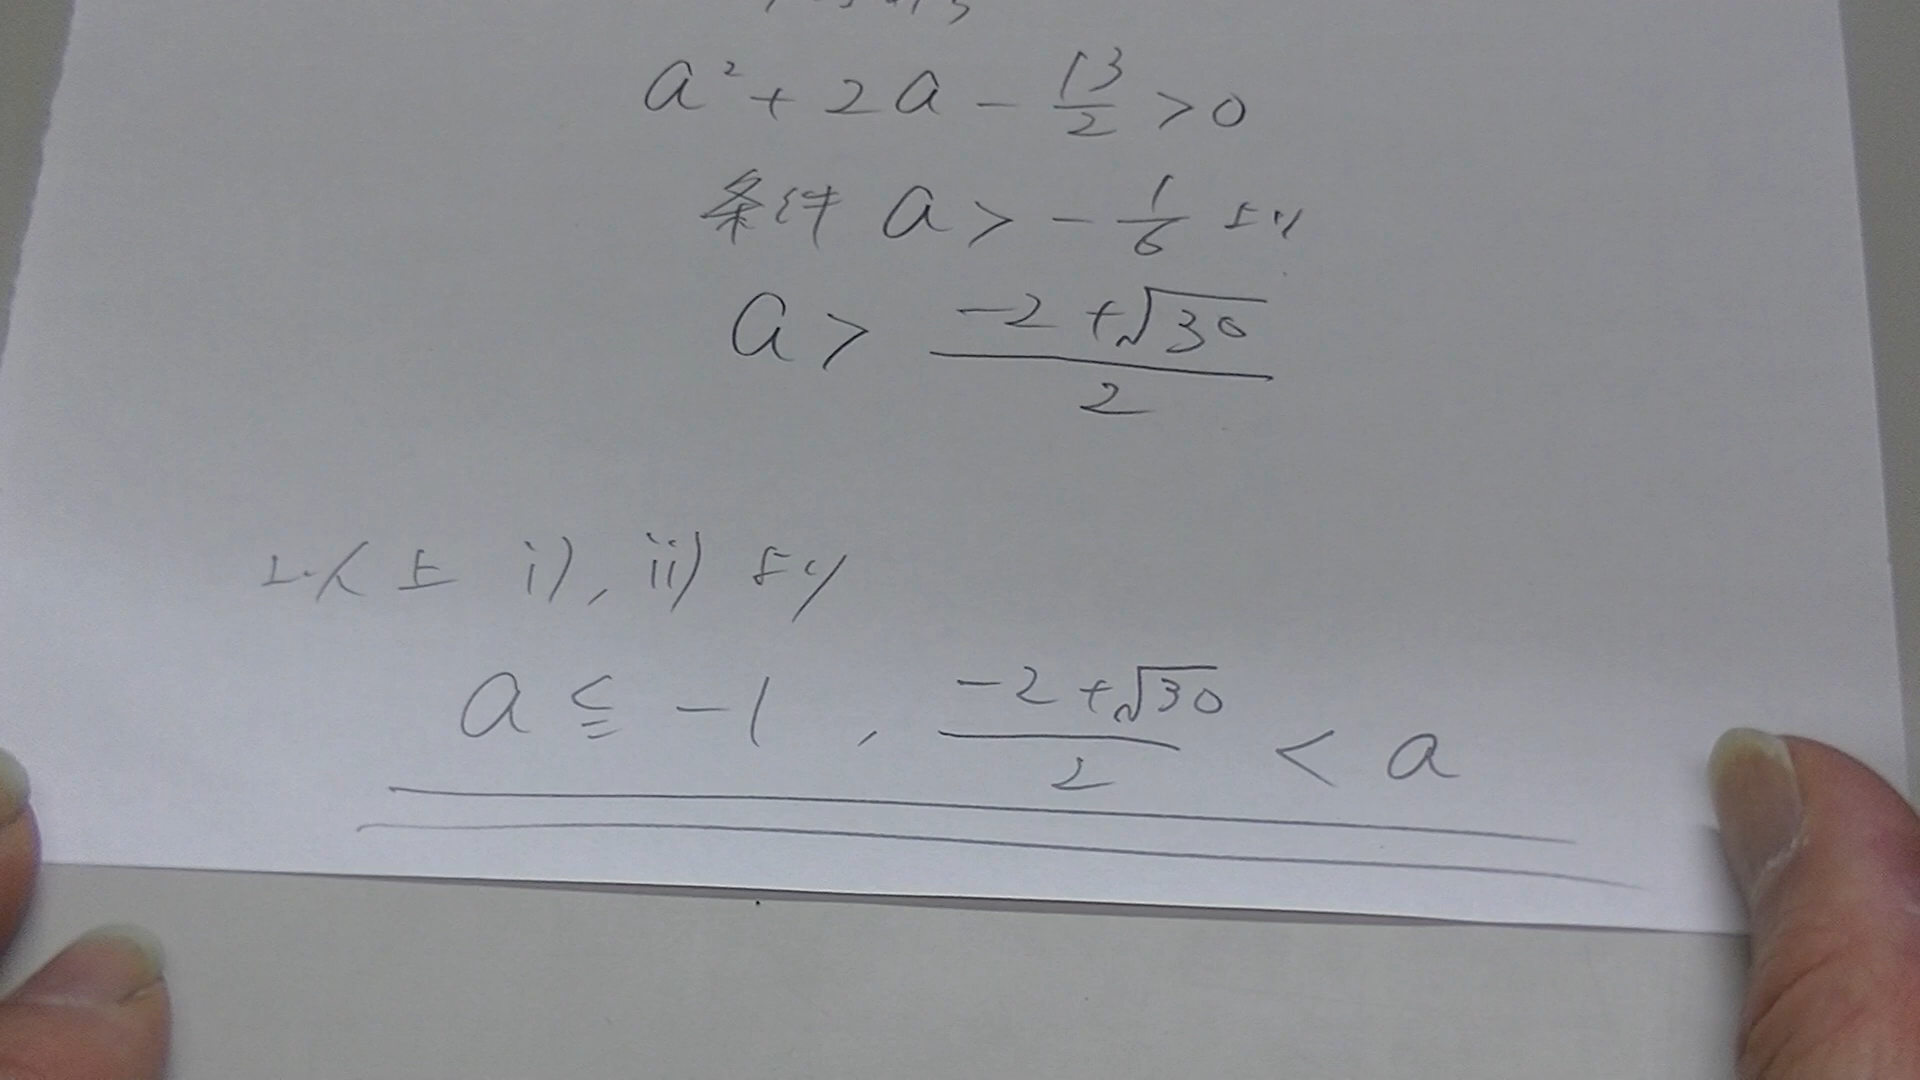 a² + 2a - 13/2 > 0
条件 a > - 1/6 より
a > (-2+√30)/2
以上 i), ii) より
a ≦ -1 , (-2+√30)/2 < a